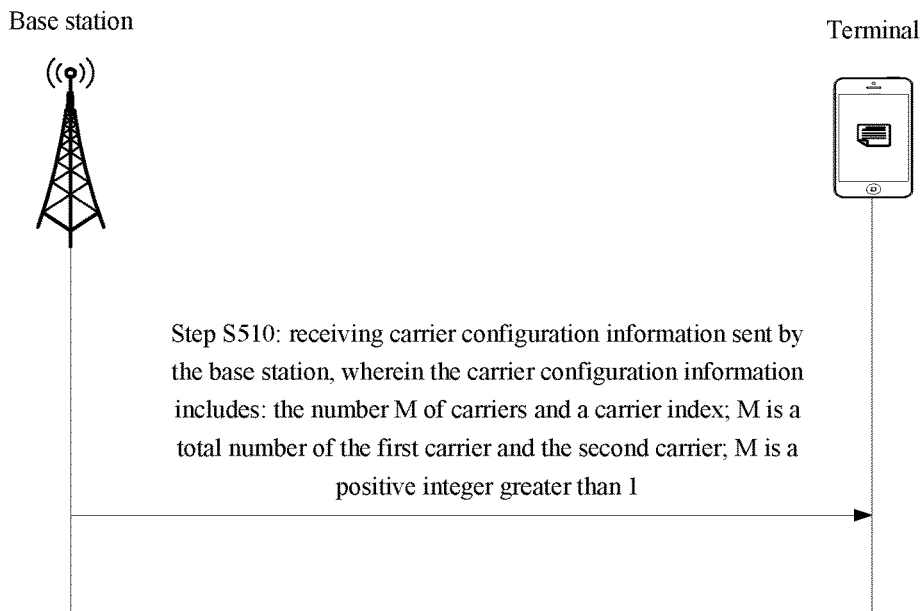 Base station
Terminal
Step S510: receiving carrier configuration information sent by
the base station, wherein the carrier configuration information
includes: the number M of carriers and a carrier index; M is a
total number of the first carrier and the second carrier; M is a
positive integer greater than 1